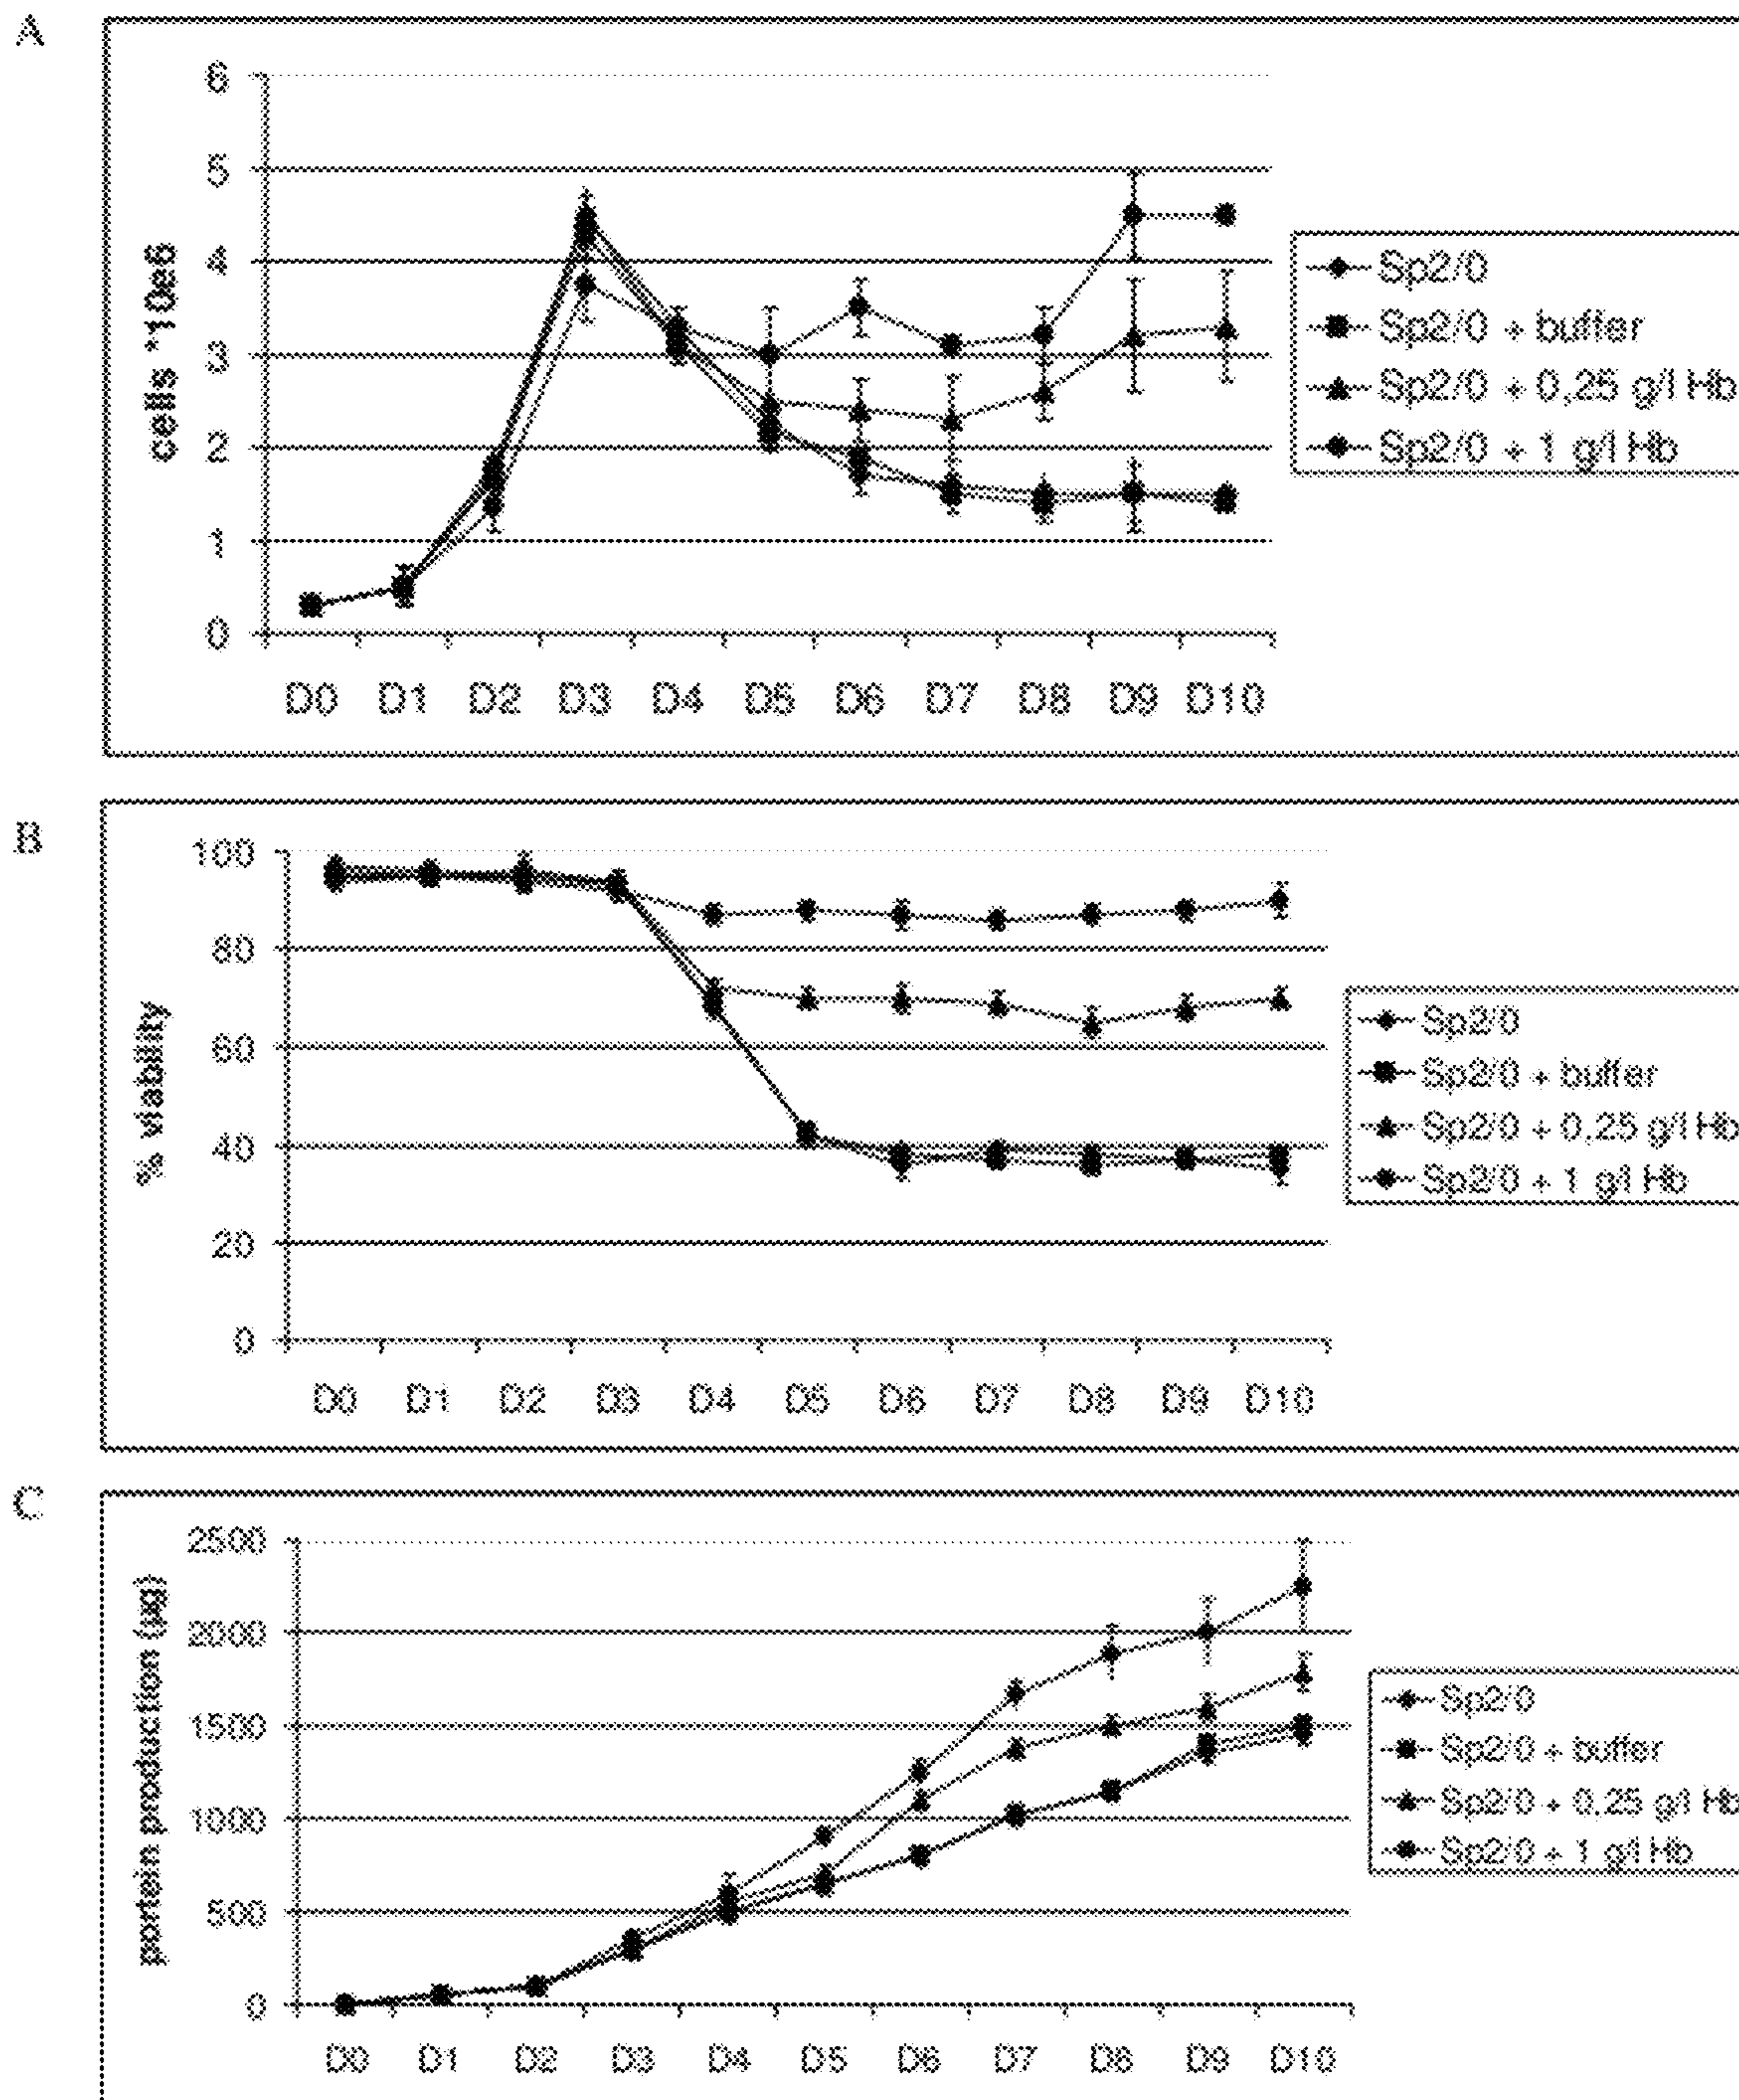 A
6
5
4
3
2
1
0
cells *10e6
D0 D1 D2 D3 D4 D5 D6 D7 D8 D9 D10
Sp2/0
Sp2/0 + buffer
Sp2/0 + 0,25 g/l Hb
Sp2/0 + 1 g/l Hb
B
100
80
60
40
20
0
% viability
D0 D1 D2 D3 D4 D5 D6 D7 D8 D9 D10
Sp2/0
Sp2/0 + buffer
Sp2/0 + 0,25 g/l Hb
Sp2/0 + 1 g/l Hb
C
2500
2000
1500
1000
500
0
portein production (µg)
D0 D1 D2 D3 D4 D5 D6 D7 D8 D9 D10
Sp2/0
Sp2/0 + buffer
Sp2/0 + 0,25 g/l Hb
Sp2/0 + 1 g/l Hb